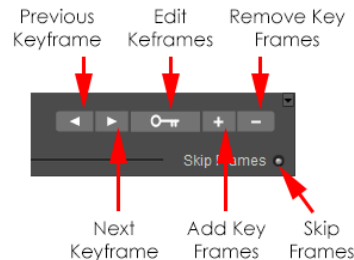 Previous
Keyframe
Edit
Keframes
Remove Key
Frames
Skip Frames
Next
Keyframe
Add Key
Frames
Skip
Frames